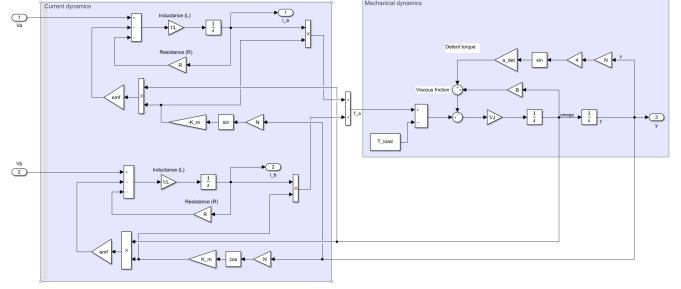 Current dynamics
Mechanical dynamics
Va
1
Inductance (L)
1/L
1
s
1
i_a
Resistance (R)
R
emf
X
X
-K_m
sin
N
Va
2
Inductance (L)
1/L
1
s
2
i_b
Resistance (R)
R
emf
X
X
K_m
cos
N
T_e
Detent torque
a_det
sin
4
N
y
Viscous friction
B
T_load
1/J
1
s
omega
1
s
y
3
y